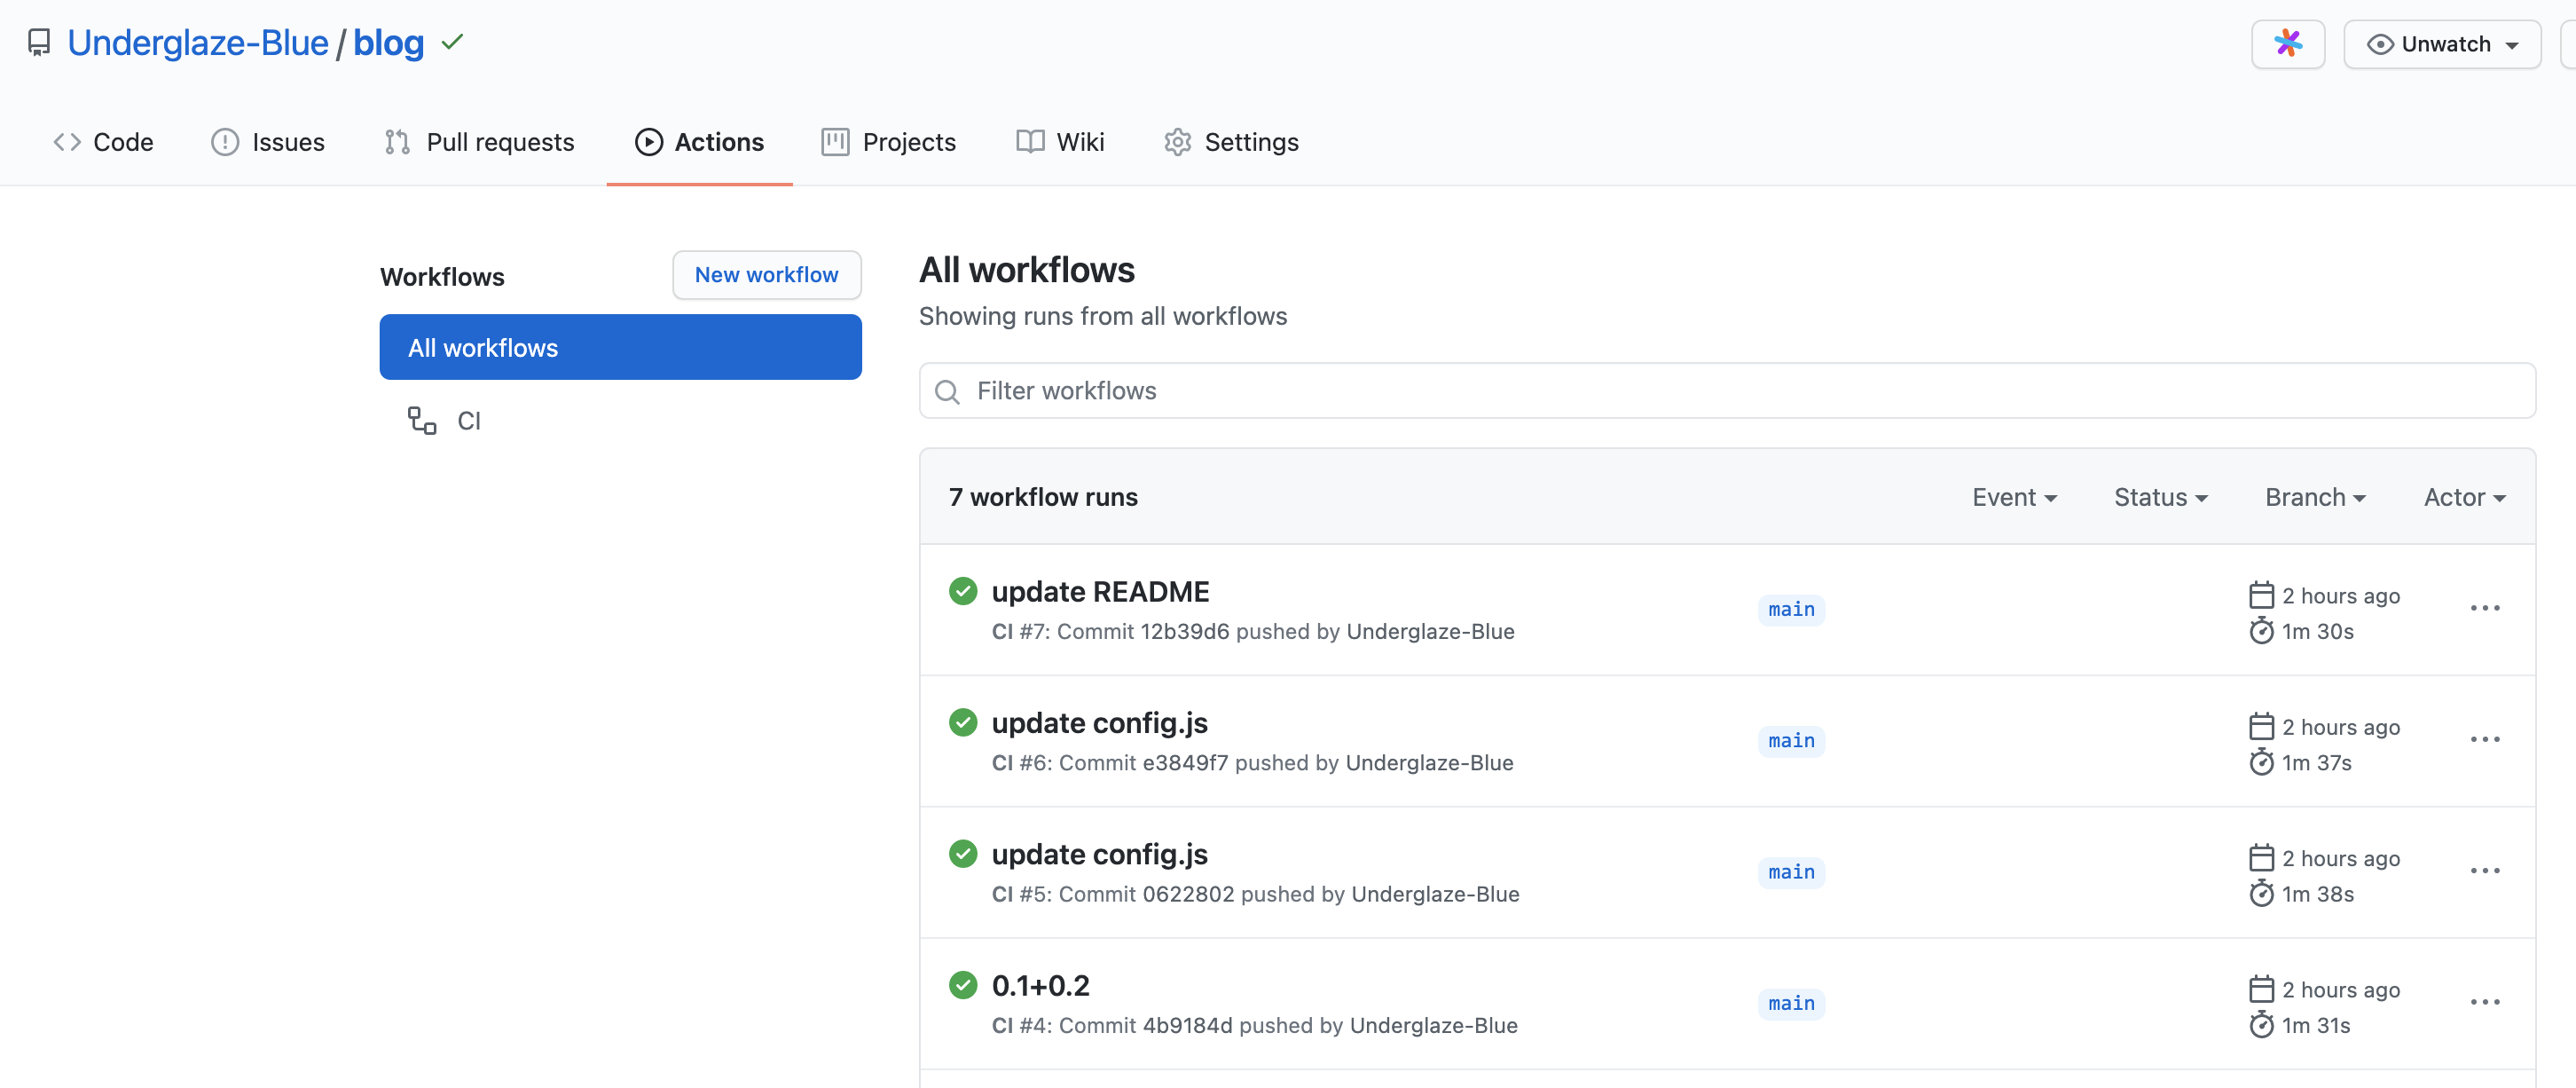 Underglaze-Blue / blog
Unwatch
Code Issues Pull requests Actions Projects Wiki Settings
Workflows
New workflow
All workflows
CI
All workflows
Showing runs from all workflows
Filter workflows
7 workflow runs Event Status Branch Actor
update README
CI #7: Commit 12b39d6 pushed by Underglaze-Blue
main
2 hours ago
1m 30s
update config.js
CI #6: Commit e3849f7 pushed by Underglaze-Blue
main
2 hours ago
1m 37s
update config.js
CI #5: Commit 0622802 pushed by Underglaze-Blue
main
2 hours ago
1m 38s
0.1+0.2
CI #4: Commit 4b9184d pushed by Underglaze-Blue
main
2 hours ago
1m 31s